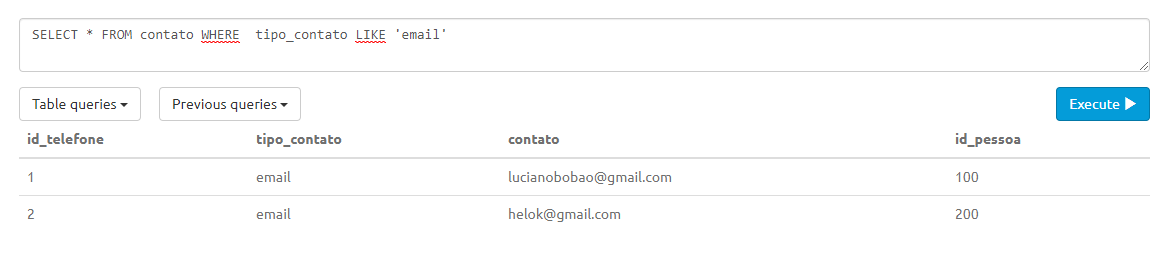 SELECT * FROM contato WHERE  tipo_contato LIKE 'email'
Table queries Previous queries Execute
id_telefone tipo_contato contato id_pessoa
1 email lucianobobao@gmail.com 100
2 email helok@gmail.com 200